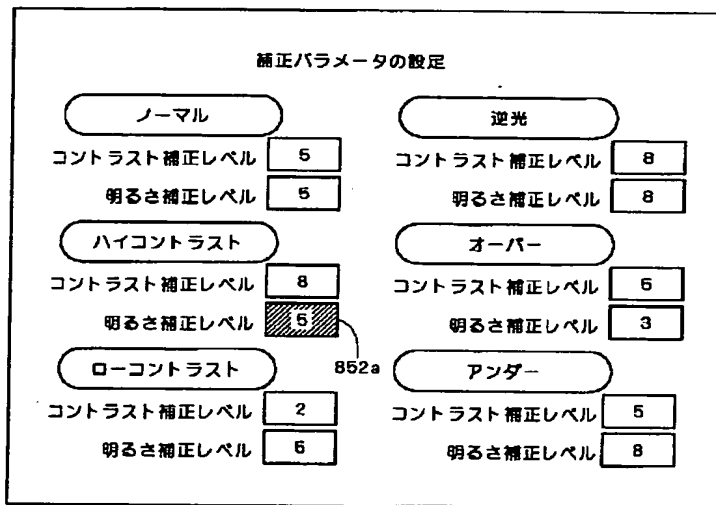 補正パラメータの設定
ノーマル
コントラスト補正レベル 5
明るさ補正レベル 5
ハイコントラスト
コントラスト補正レベル 8
明るさ補正レベル 5
852a
ローコントラスト
コントラスト補正レベル 2
明るさ補正レベル 6
逆光
コントラスト補正レベル 8
明るさ補正レベル 8
オーバー
コントラスト補正レベル 6
明るさ補正レベル 3
アンダー
コントラスト補正レベル 5
明るさ補正レベル 8